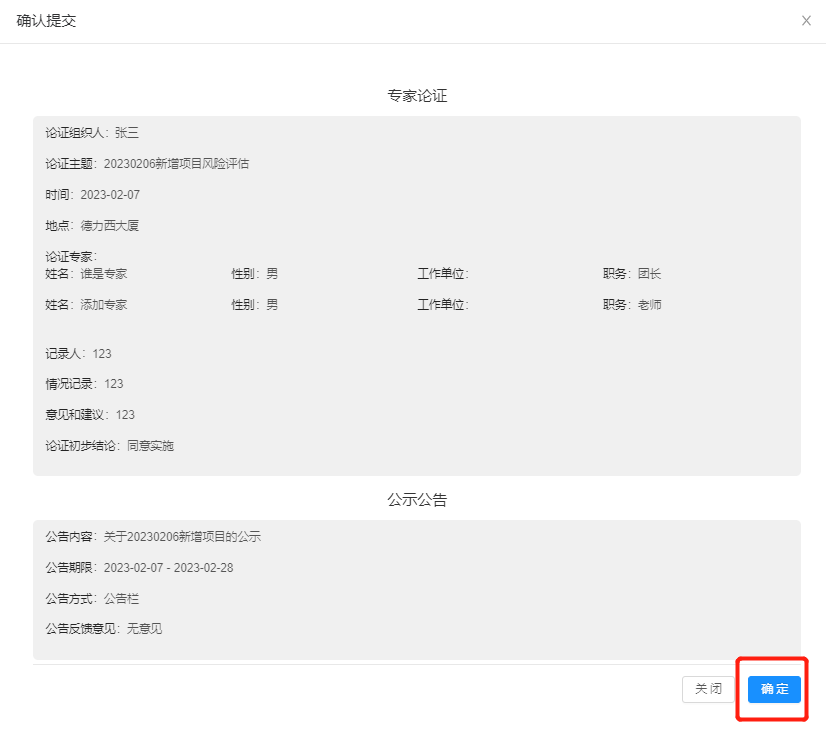 确认提交
专家论证
论证组织人：张三
论证主题：20230206新增项目风险评估
时间：2023-02-07
地点：德力西大厦
论证专家：
姓名：谁是专家 性别：男 工作单位： 职务：团长
姓名：添加专家 性别：男 工作单位： 职务：老师
记录人：123
情况记录：123
意见和建议：123
论证初步结论：同意实施
公示公告
公告内容：关于20230206新增项目的公示
公告期限：2023-02-07 - 2023-02-28
公告方式：公告栏
公告反馈意见：无意见
关闭 确定